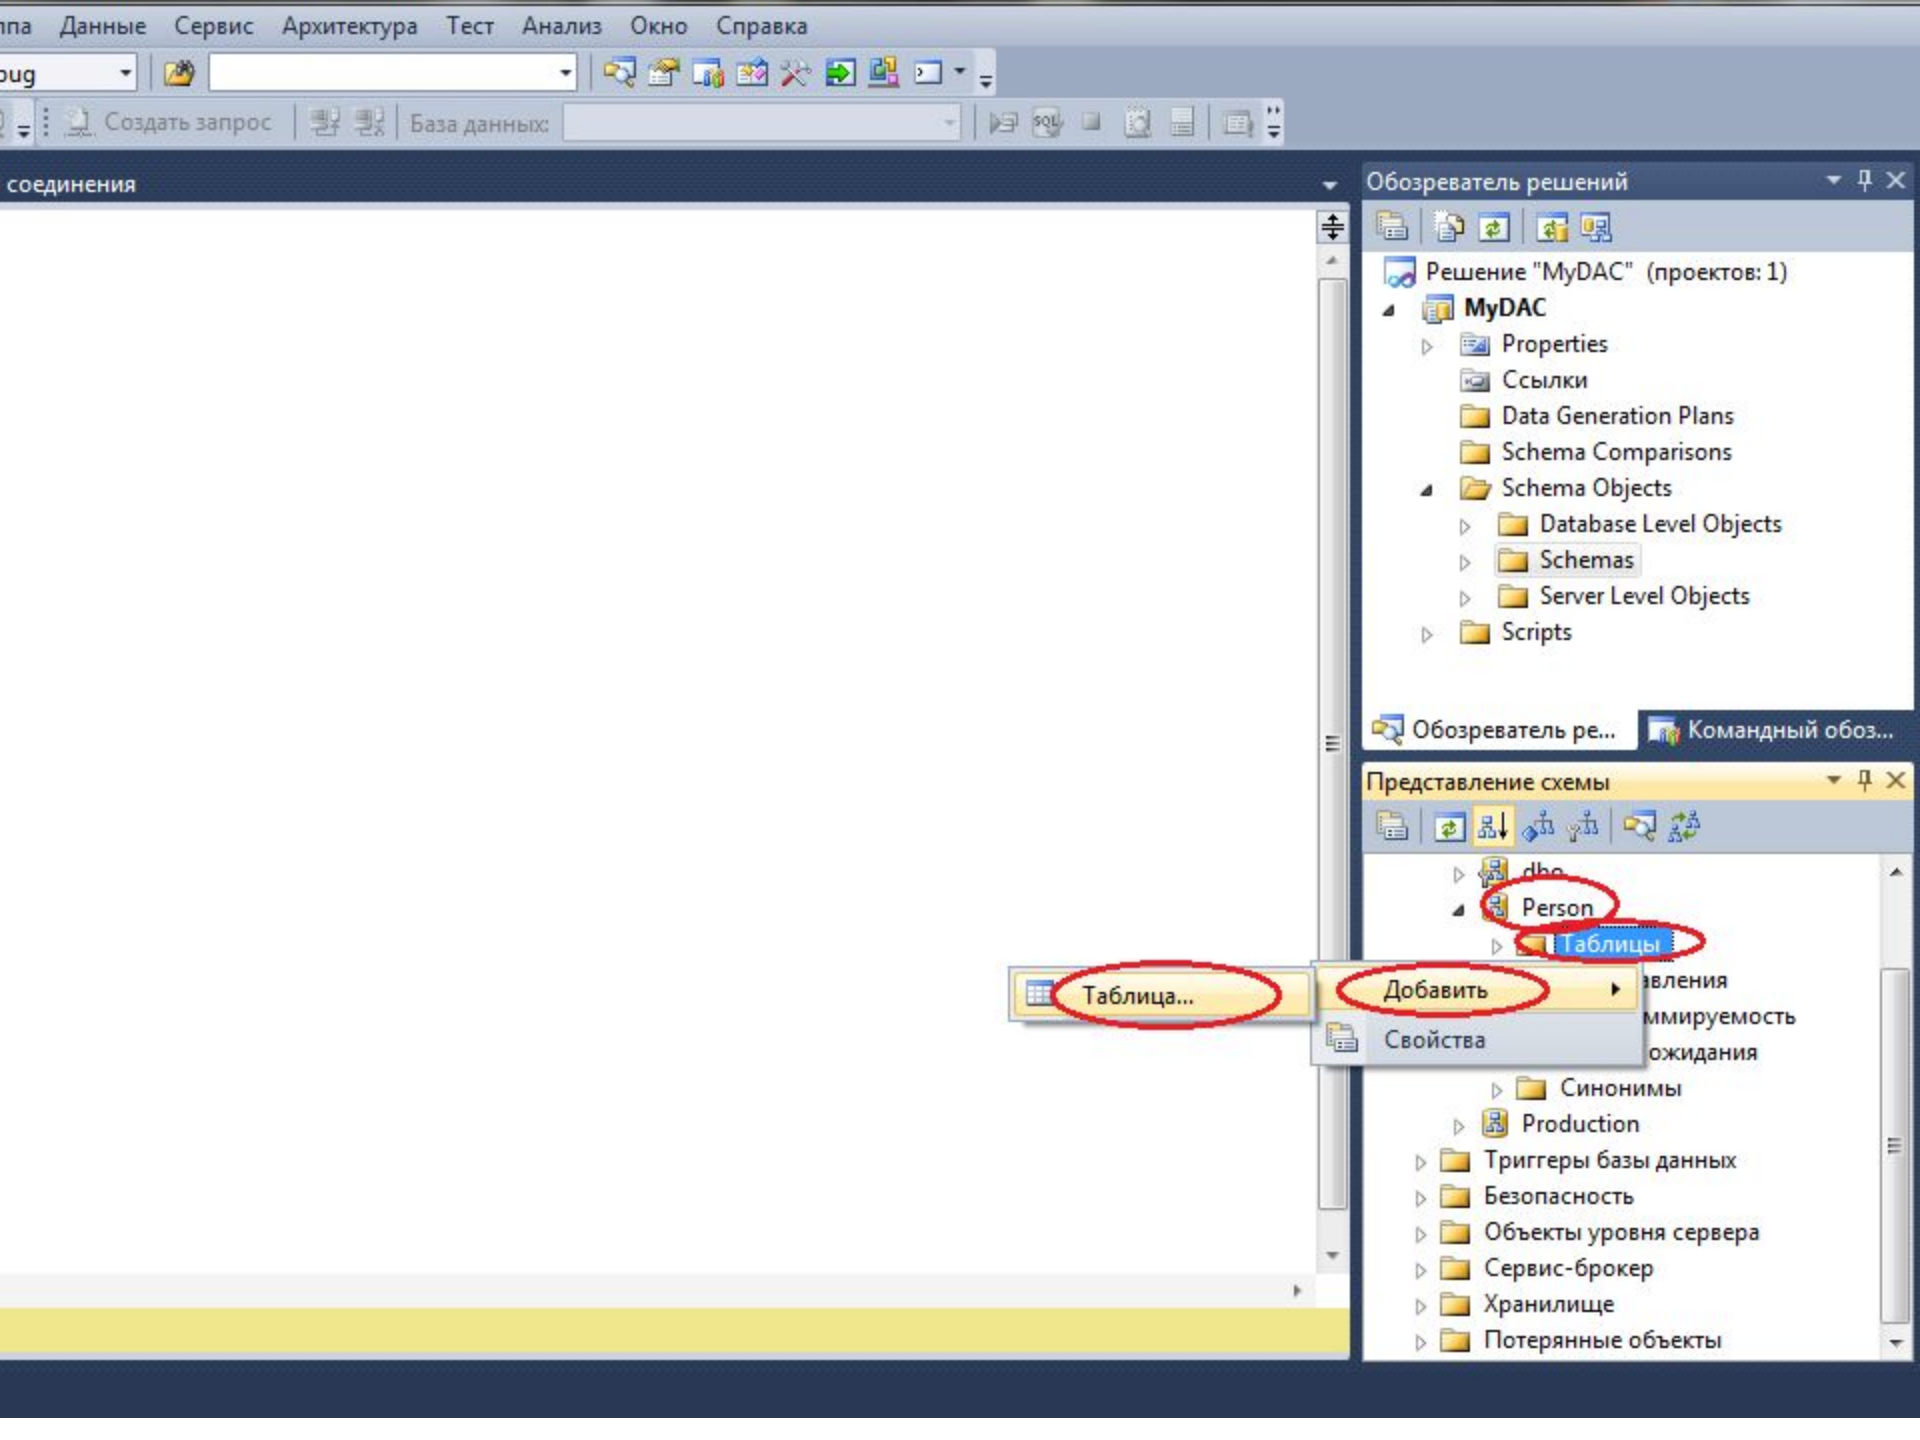 Данные Сервис Архитектура Тест Анализ Окно Справка
Создать запрос База данных:
соединения
Обозреватель решений
Решение "MyDAC" (проектов: 1)
MyDAC
Properties
Ссылки
Data Generation Plans
Schema Comparisons
Schema Objects
Database Level Objects
Schemas
Server Level Objects
Scripts
Обозреватель ре... Командный обоз...
Представление схемы
dbo
Person
Таблицы
Таблица... Добавить
Свойства
Синонимы
Production
Триггеры базы данных
Безопасность
Объекты уровня сервера
Сервис-брокер
Хранилище
Потерянные объекты